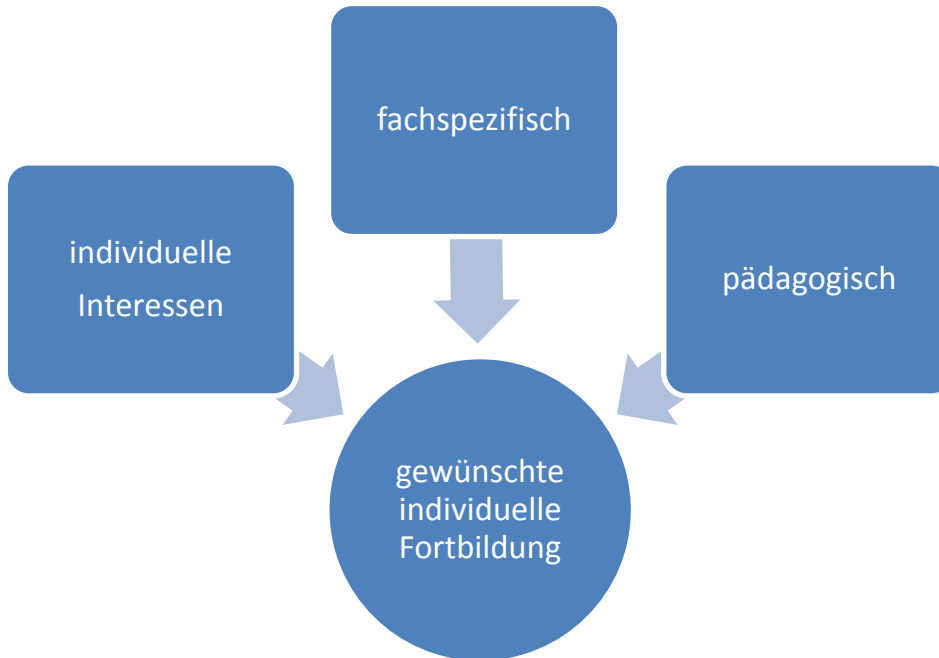 fachspezifisch
individuelle
Interessen
pädagogisch
gewünschte
individuelle
Fortbildung